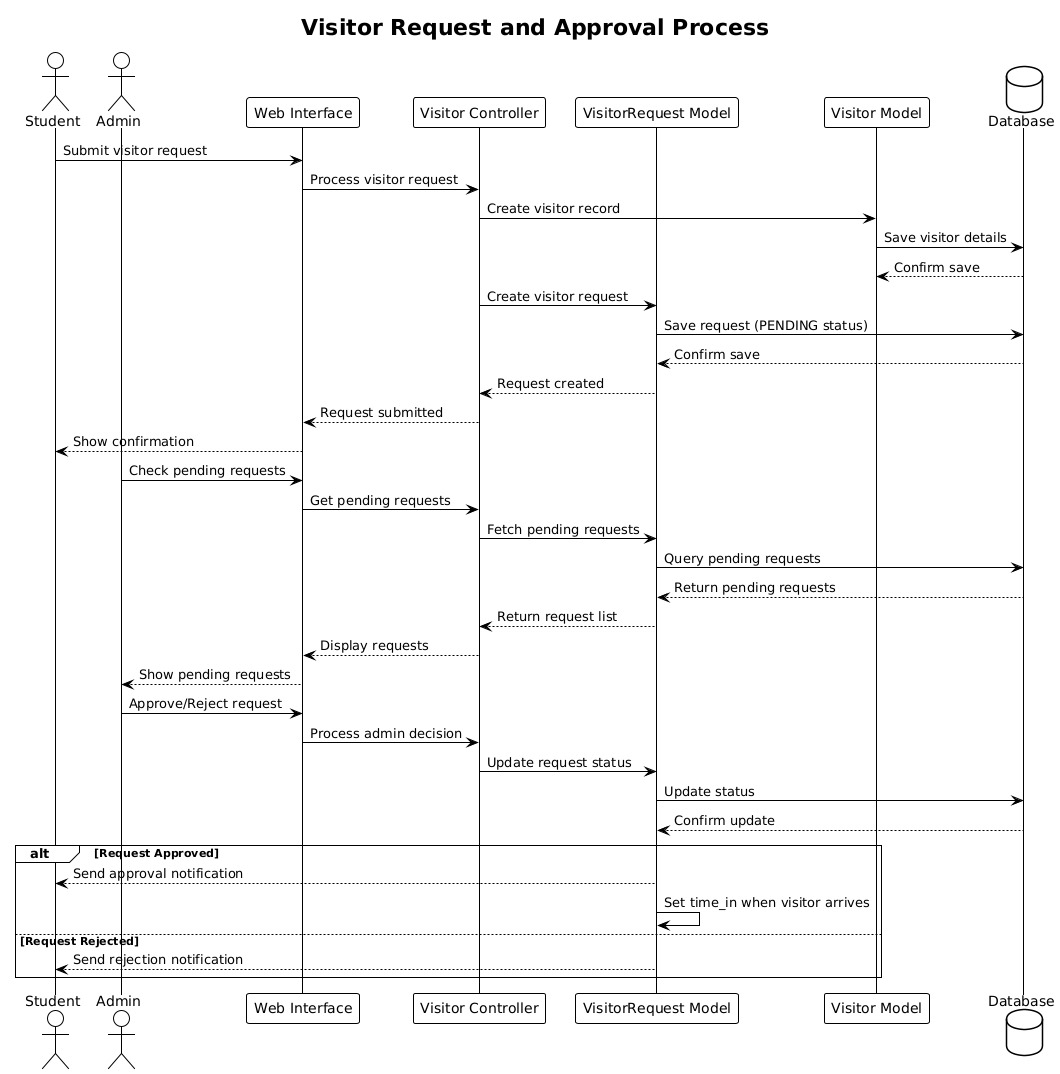 Visitor Request and Approval Process
Student Admin Web Interface Visitor Controller VisitorRequest Model Visitor Model Database
Submit visitor request
Process visitor request
Create visitor record
Save visitor details
Confirm save
Create visitor request
Save request (PENDING status)
Confirm save
Request created
Request submitted
Show confirmation
Check pending requests
Get pending requests
Fetch pending requests
Query pending requests
Return pending requests
Return request list
Display requests
Show pending requests
Approve/Reject request
Process admin decision
Update request status
Update status
Confirm update
alt [Request Approved]
Send approval notification
Set time_in when visitor arrives
[Request Rejected]
Send rejection notification
Student Admin Web Interface Visitor Controller VisitorRequest Model Visitor Model Database